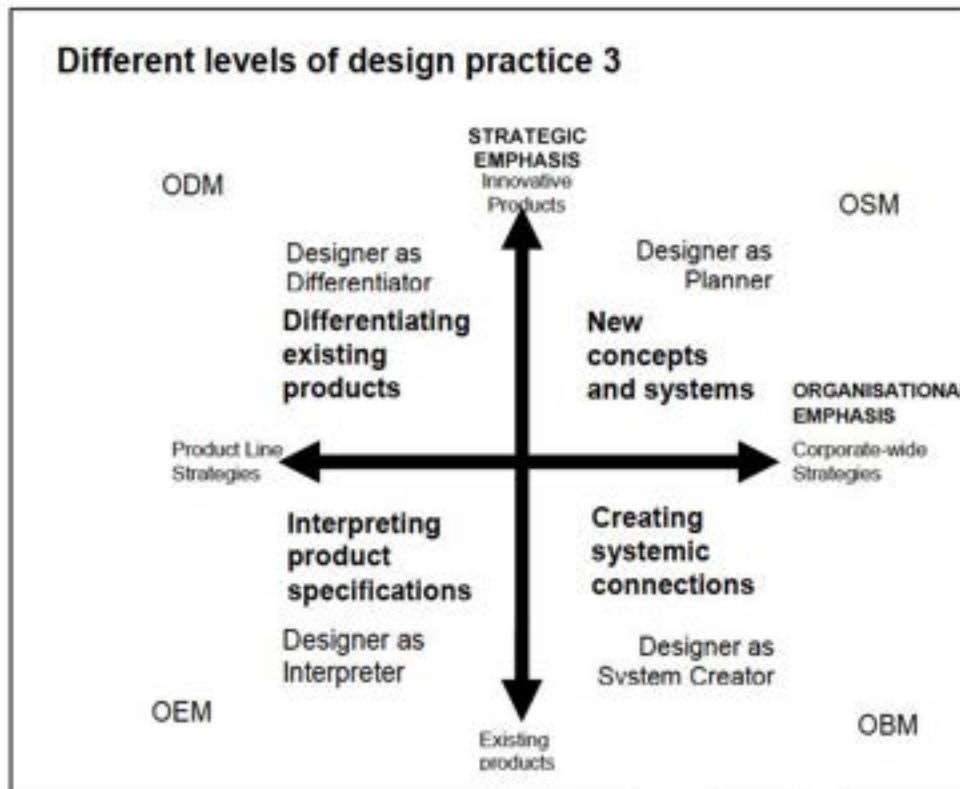 Different levels of design practice 3
STRATEGIC
EMPHASIS
Innovative
Products
ODM
OSM
Designer as
Differentiator
Differentiating
existing
products
Designer as
Planner
New
concepts
and systems
ORGANISATIONA
EMPHASIS
Product Line
Strategies
Corporate-wide
Strategies
Interpreting
product
specifications
Designer as
Interpreter
Creating
systemic
connections
Designer as
System Creator
OEM
OBM
Existing
products